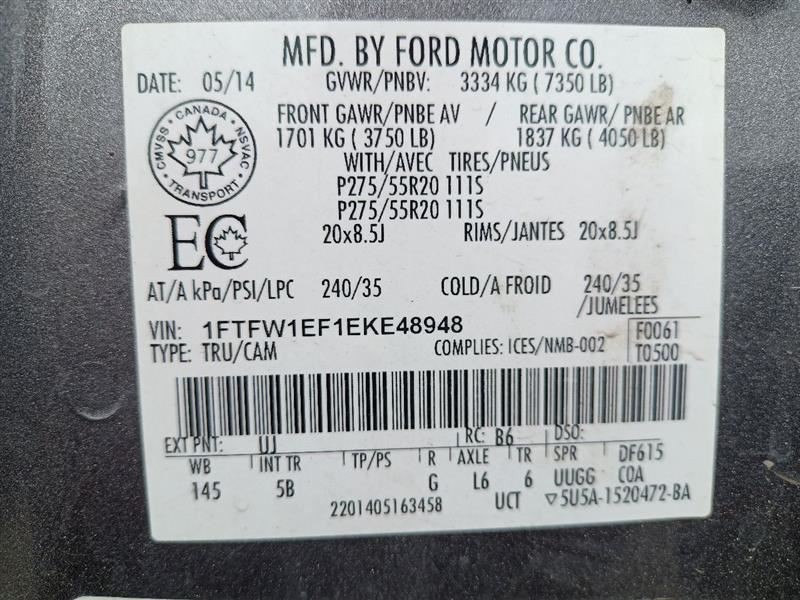 MFD. BY FORD MOTOR CO.
DATE: 05/14 GVWR/PNBV: 3334 KG ( 7350 LB)
FRONT GAWR/PNBE AV / REAR GAWR/ PNBE AR
1701 KG ( 3750 LB) 1837 KG ( 4050 LB)
WITH/AVEC TIRES/PNEUS
P275/55R20 111S
P275/55R20 111S
20x8.5J RIMS/JANTES 20x8.5J
CANADA
CMVSS NSVAC
977
TRANSPORT
EC
AT/A kPa/PSI/LPC 240/35 COLD/A FROID 240/35
/JUMELEES
VIN: 1FTFW1EF1EKE48948 F0061
TYPE: TRU/CAM COMPLIES: ICES/NMB-002 T0500
EXT PNT: UJ RC: B6 DSO:
WB INT TR TP/PS R AXLE TR SPR DF615
145 5B G L6 6 UUGG COA
2201405163458 UCT ▽5U5A-1520472-BA